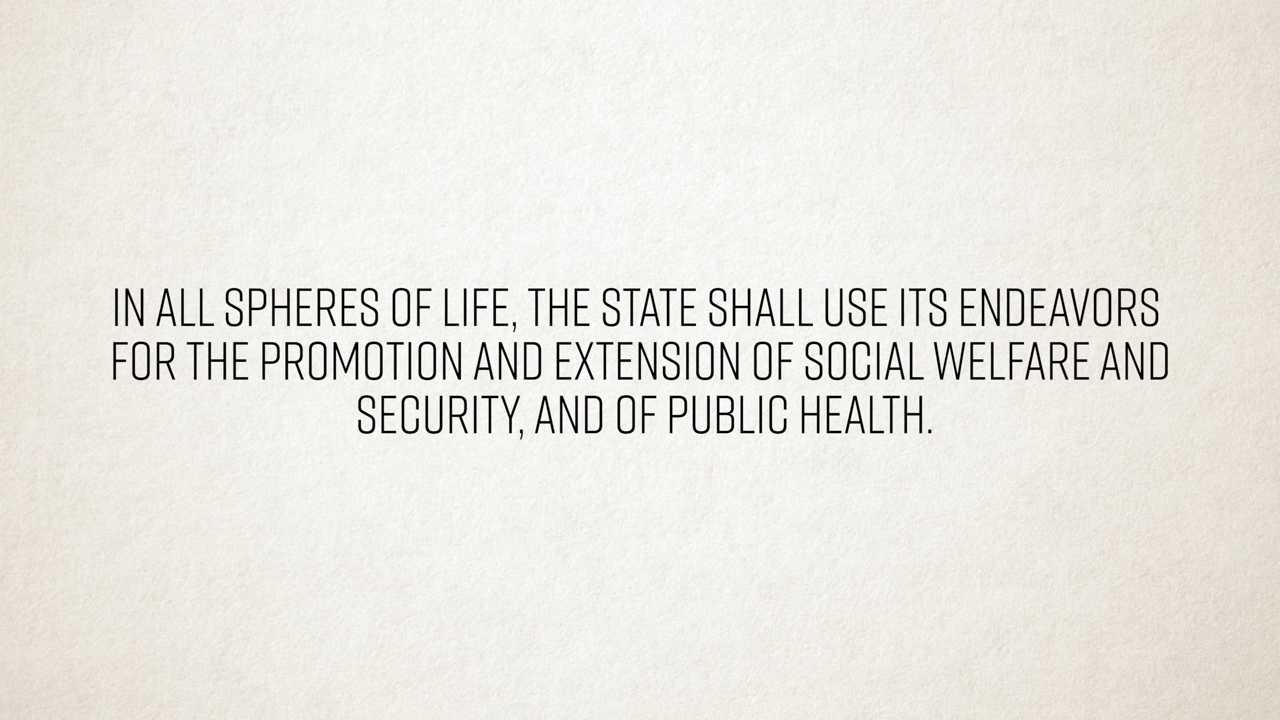 IN ALL SPHERES OF LIFE, THE STATE SHALL USE ITS ENDEAVORS
FOR THE PROMOTION AND EXTENSION OF SOCIAL WELFARE AND
SECURITY, AND OF PUBLIC HEALTH.